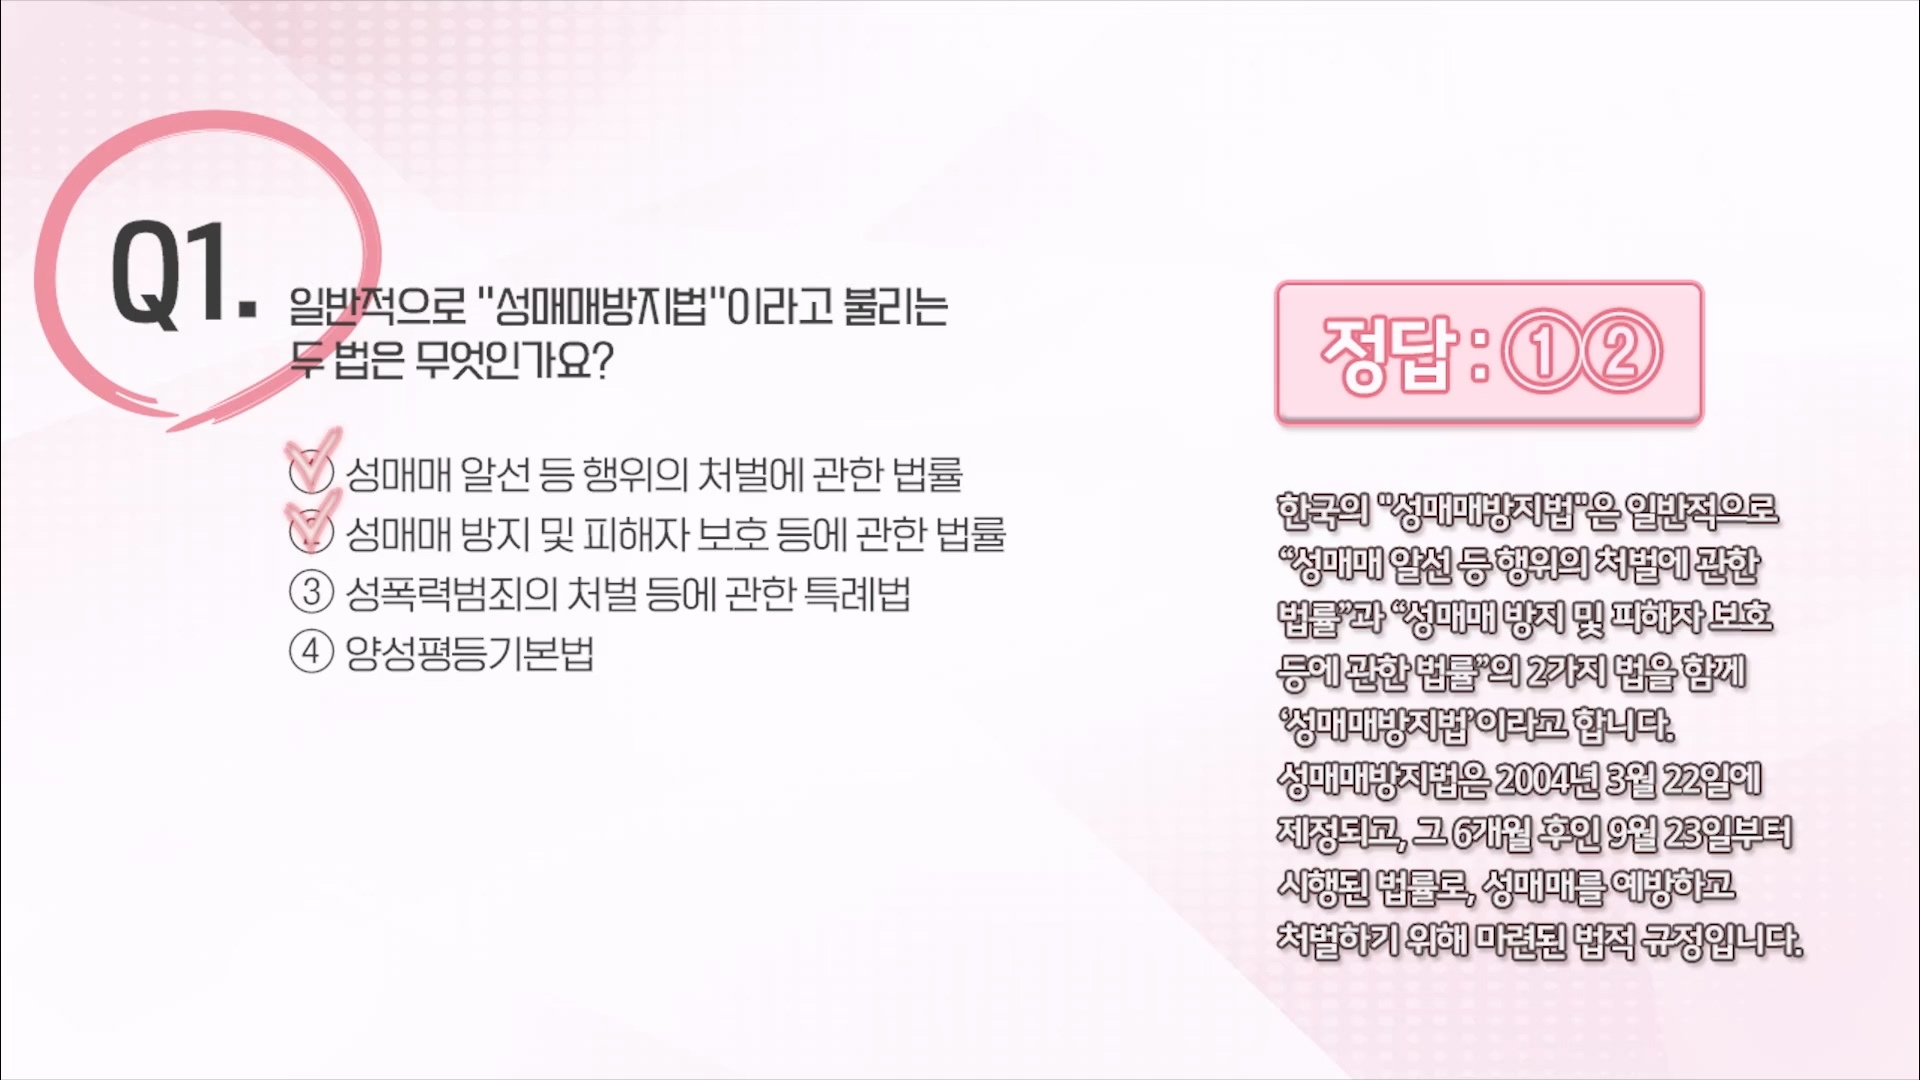 Q1.
일반적으로 "성매매방지법"이라고 불리는
두 법은 무엇인가요?
① 성매매 알선 등 행위의 처벌에 관한 법률
② 성매매 방지 및 피해자 보호 등에 관한 법률
③ 성폭력범죄의 처벌 등에 관한 특례법
④ 양성평등기본법
정답 : ①②
한국의 "성매매방지법"은 일반적으로
“성매매 알선 등 행위의 처벌에 관한
법률”과 “성매매 방지 및 피해자 보호
등에 관한 법률”의 2가지 법을 함께
‘성매매방지법’이라고 합니다.
성매매방지법은 2004년 3월 22일에
제정되고, 그 6개월 후인 9월 23일부터
시행된 법률로, 성매매를 예방하고
처벌하기 위해 마련된 법적 규정입니다.